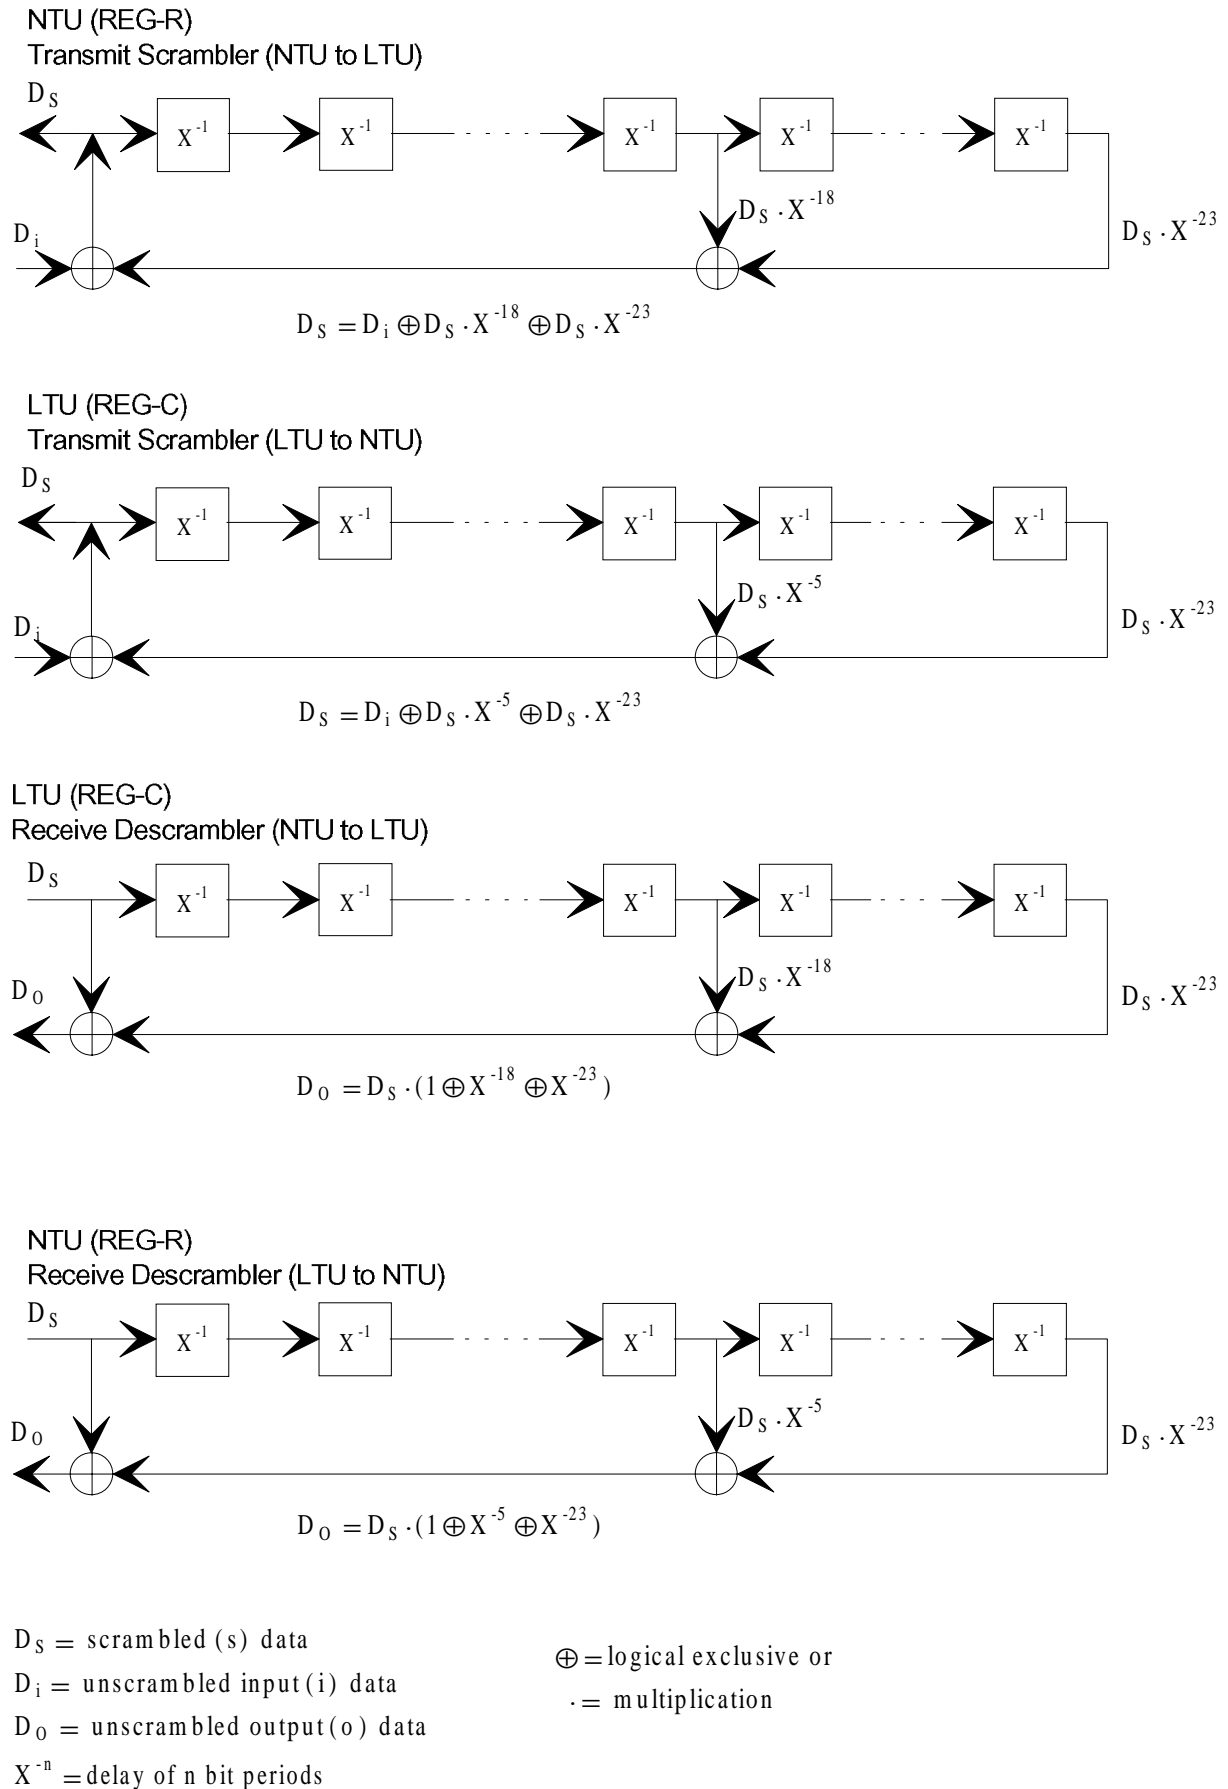 NTU (REG-R)
Transmit Scrambler (NTU to LTU)
D_S
X^-1 X^-1 X^-1 X^-1 X^-1
D_S · X^-18
D_i
D_S · X^-23
D_S = D_i ⊕ D_S · X^-18 ⊕ D_S · X^-23
LTU (REG-C)
Transmit Scrambler (LTU to NTU)
D_S
X^-1 X^-1 X^-1 X^-1 X^-1
D_S · X^-5
D_i
D_S · X^-23
D_S = D_i ⊕ D_S · X^-5 ⊕ D_S · X^-23
LTU (REG-C)
Receive Descrambler (NTU to LTU)
D_S
X^-1 X^-1 X^-1 X^-1 X^-1
D_S · X^-18
D_O
D_S · X^-23
D_O = D_S · (1 ⊕ X^-18 ⊕ X^-23)
NTU (REG-R)
Receive Descrambler (LTU to NTU)
D_S
X^-1 X^-1 X^-1 X^-1 X^-1
D_S · X^-5
D_O
D_S · X^-23
D_O = D_S · (1 ⊕ X^-5 ⊕ X^-23)
D_S = scrambled (s) data
D_i = unscrambled input (i) data
D_O = unscrambled output (o) data
X^-n = delay of n bit periods
⊕ = logical exclusive or
· = multiplication